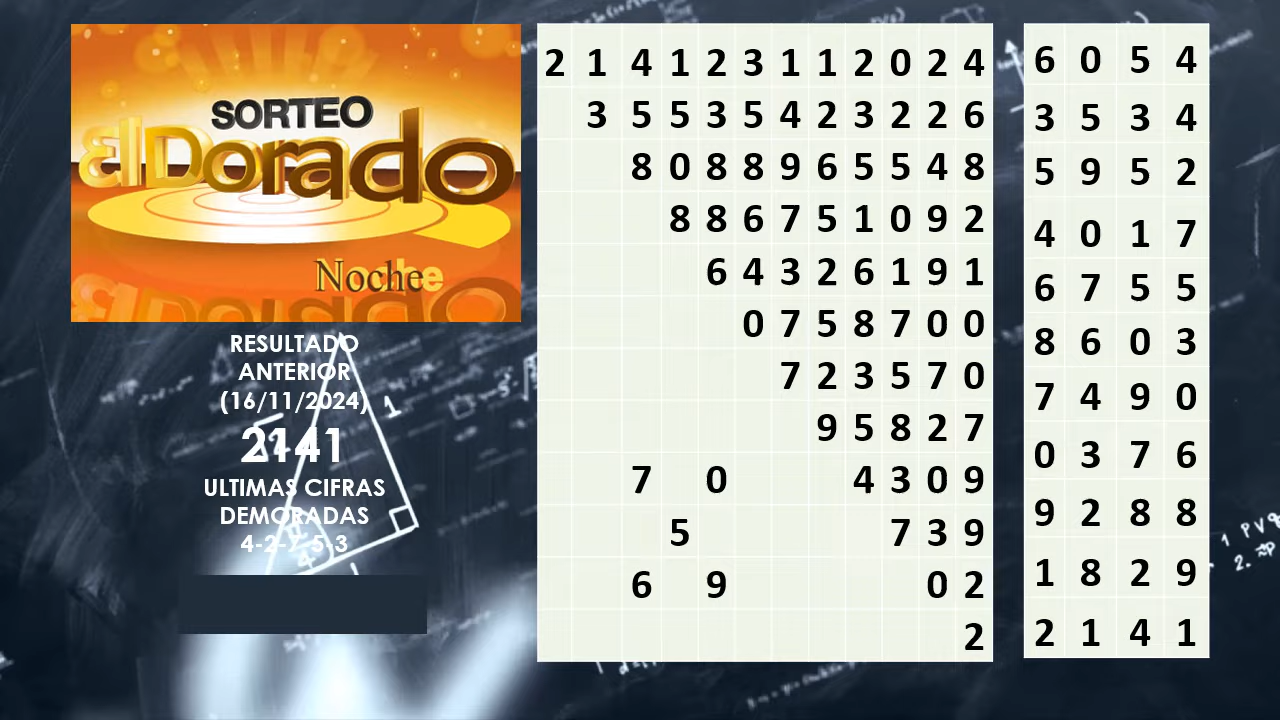 SORTEO
El Dorado
Noche
RESULTADO
ANTERIOR
(16/11/2024)
2141
ULTIMAS CIFRAS
DEMORADAS
4-2-7-5-3
2 1 4 1 2 3 1 1 2 0 2 4
3 5 5 3 5 4 2 3 2 2 6
8 0 8 8 9 6 5 5 4 8
8 8 6 7 5 1 0 9 2
6 4 3 2 6 1 9 1
0 7 5 8 7 0 0
7 2 3 5 7 0
9 5 8 2 7
7 0 4 3 0 9
5 7 3 9
6 9 0 2
2
6 0 5 4
3 5 3 4
5 9 5 2
4 0 1 7
6 7 5 5
8 6 0 3
7 4 9 0
0 3 7 6
9 2 8 8
1 8 2 9
2 1 4 1